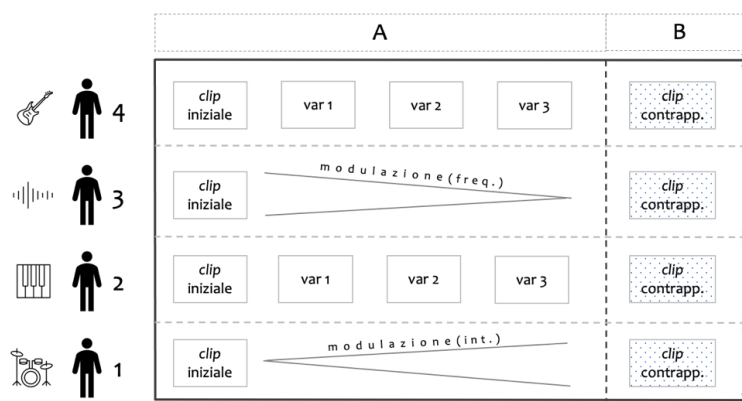 A B
4 clip iniziale var 1 var 2 var 3 clip contrapp.
3 clip iniziale modulazione(freq.) clip contrapp.
2 clip iniziale var 1 var 2 var 3 clip contrapp.
1 clip iniziale modulazione(int.) clip contrapp.